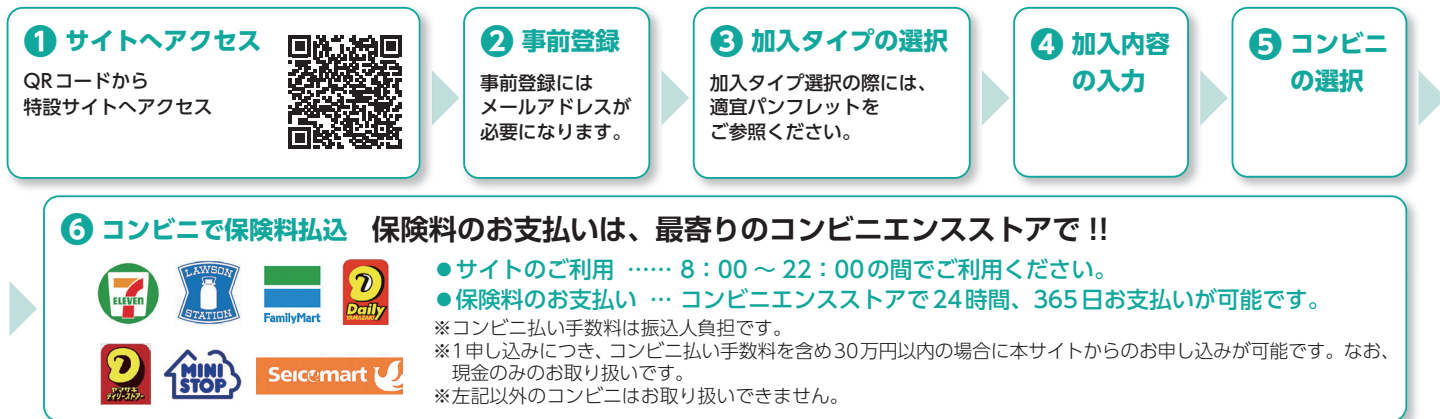 ❶ サイトへアクセス
QRコードから
特設サイトへアクセス
❷ 事前登録
事前登録には
メールアドレスが
必要になります。
❸ 加入タイプの選択
加入タイプ選択の際には、
適宜パンフレットを
ご参照ください。
❹ 加入内容
の入力
❺ コンビニ
の選択
❻ コンビニで保険料払込 保険料のお支払いは、最寄りのコンビニエンスストアで!!
7 ELEVEN
LAWSON STATION
FamilyMart
Daily YAMAZAKI
ヤマザキ デイリーストアー
MINI STOP
Seicomart
●サイトのご利用 …… 8:00 ~ 22:00の間でご利用ください。
●保険料のお支払い … コンビニエンスストアで24時間、365日お支払いが可能です。
※コンビニ払い手数料は振込人負担です。
※1申し込みにつき、コンビニ払い手数料を含め30万円以内の場合に本サイトからのお申し込みが可能です。なお、
現金のみのお取り扱いです。
※左記以外のコンビニはお取り扱いできません。